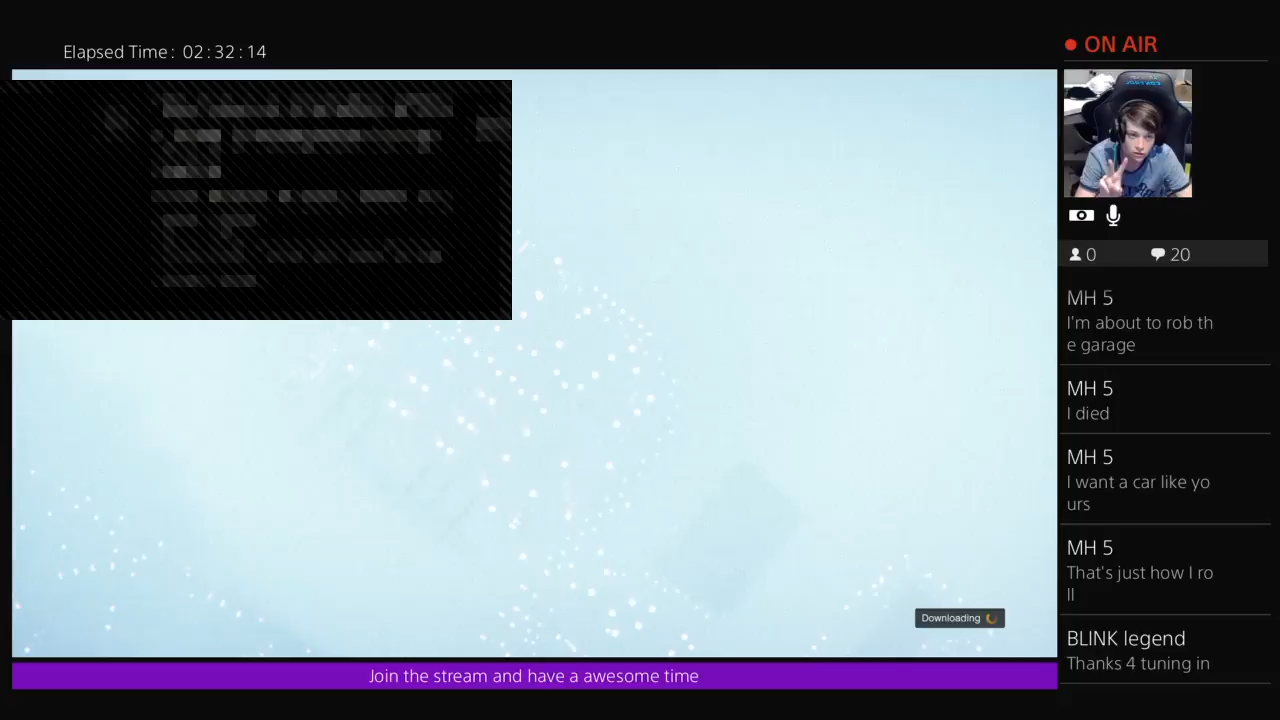 Elapsed Time: 02:32:14
ON AIR
0 20
MH 5
I'm about to rob th
e garage
MH 5
I died
MH 5
I want a car like yo
urs
MH 5
That's just how I ro
ll
BLINK legend
Thanks 4 tuning in
Downloading
Join the stream and have a awesome time